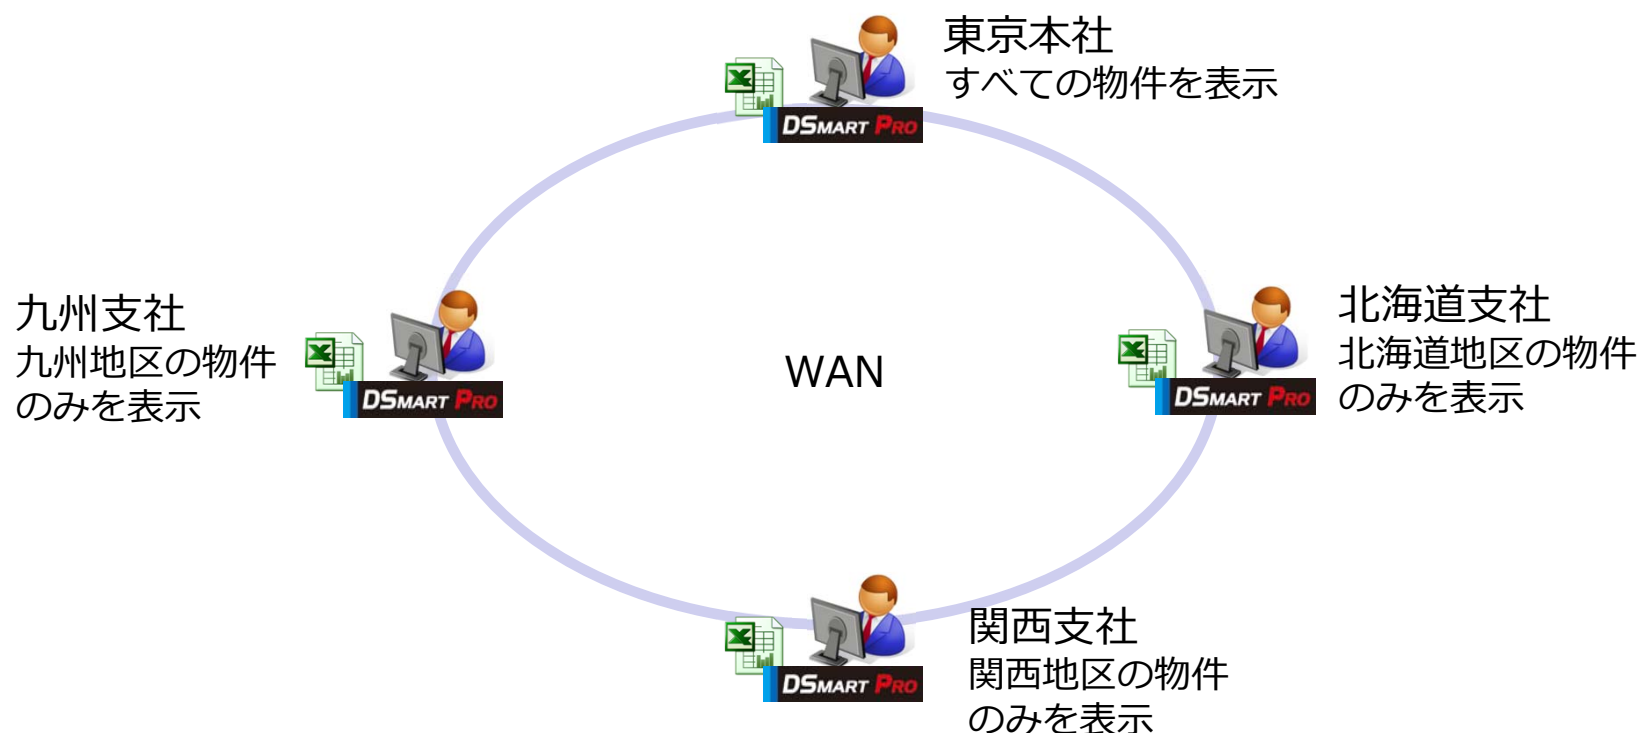 東京本社
すべての物件を表示
DSMART PRO
九州支社
九州地区の物件
のみを表示
DSMART PRO
WAN
北海道支社
北海道地区の物件
のみを表示
DSMART PRO
関西支社
関西地区の物件
のみを表示
DSMART PRO